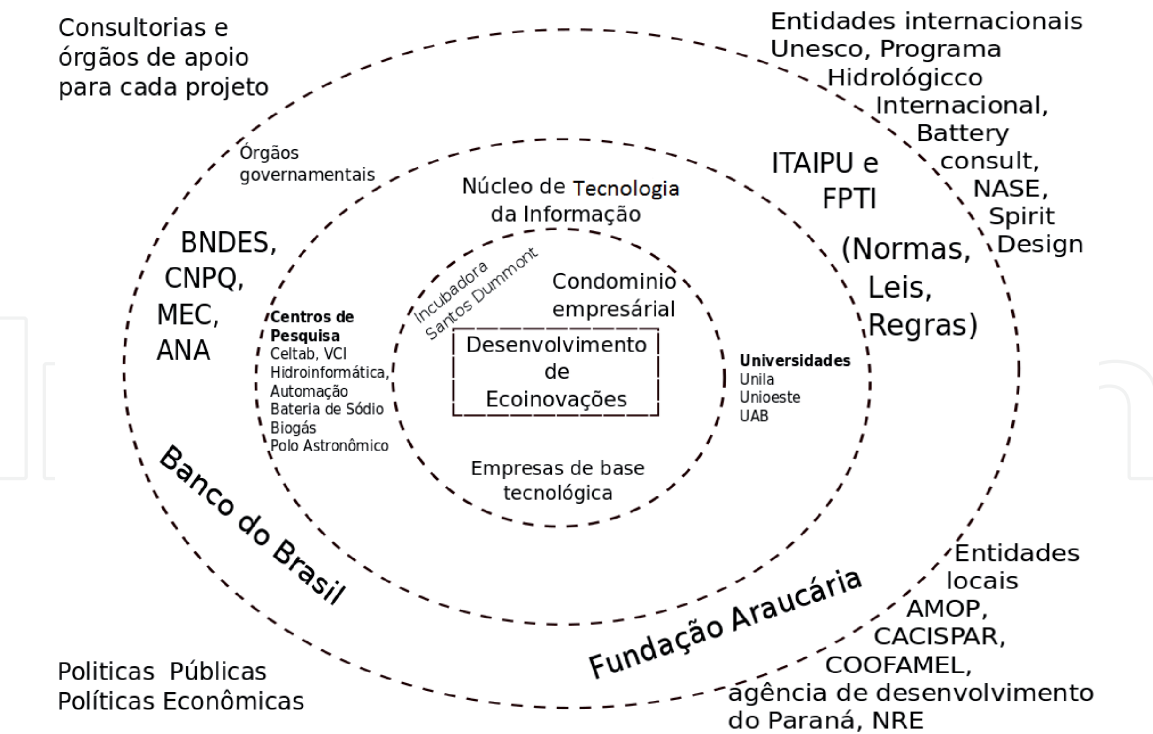 Consultorias e
órgãos de apoio
para cada projeto
Entidades internacionais
Unesco, Programa
Hidrológicco
Internacional,
Battery
consult,
NASE,
Spirit
Design
Órgãos
governamentais
BNDES,
CNPQ,
MEC,
ANA
ITAIPU e
FPTI
(Normas,
Leis,
Regras)
Núcleo de Tecnologia
da Informação
Incubadora
Santos Dummont
Condominio
empresárial
Desenvolvimento
de
Ecoinovações
Empresas de base
tecnológica
Centros de
Pesquisa
Celtab, VCI
Hidroinformática,
Automação
Bateria de Sódio
Biogás
Polo Astronômico
Universidades
Unila
Unioeste
UAB
Banco do Brasil
Fundação Araucária
Politicas Públicas
Políticas Econômicas
Entidades
locais
AMOP,
CACISPAR,
COOFAMEL,
agência de desenvolvimento
do Paraná, NRE